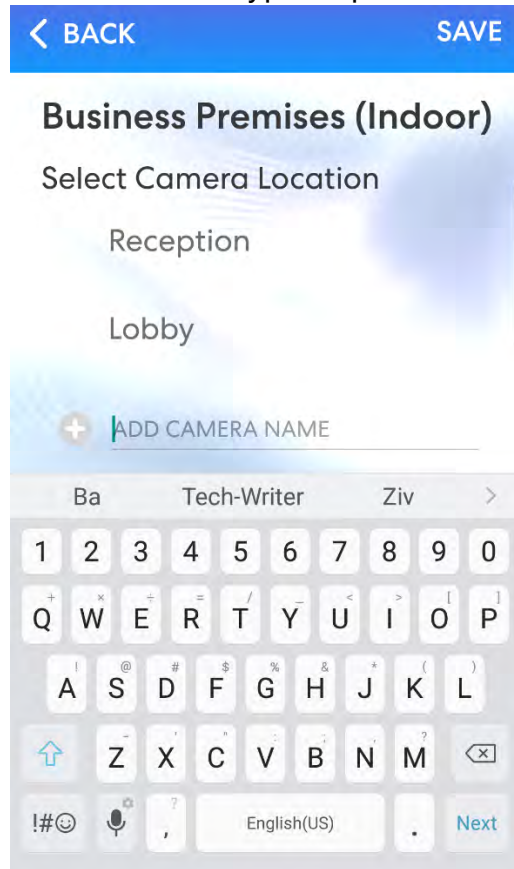 BACK SAVE
Business Premises (Indoor)
Select Camera Location
Reception
Lobby
ADD CAMERA NAME
Ba Tech-Writer Ziv >
1 2 3 4 5 6 7 8 9 0
+ × ÷ = / _ < > [ ]
Q W E R T Y U I O P
! @ # $ % & * ( )
A S D F G H J K L
- ' " : ; , ?
Z X C V B N M
!#☺ , ? English(US) . Next